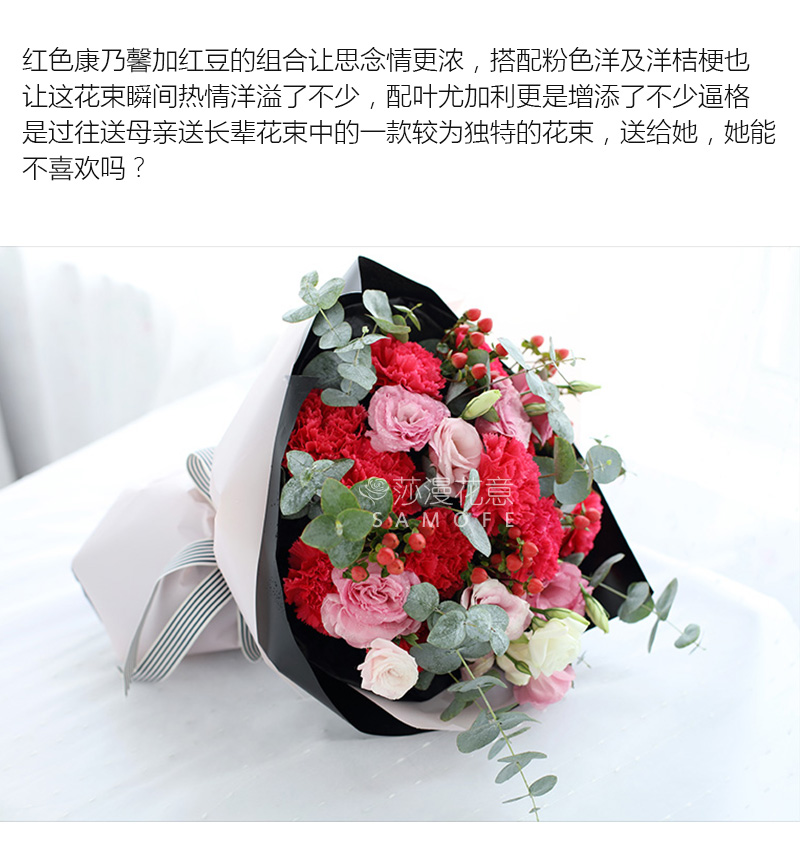 红色康乃馨加红豆的组合让思念情更浓，搭配粉色洋及洋桔梗也
让这花束瞬间热情洋溢了不少，配叶尤加利更是增添了不少逼格
是过往送母亲送长辈花束中的一款较为独特的花束，送给她，她能
不喜欢吗？
莎漫花意
SAMOFE